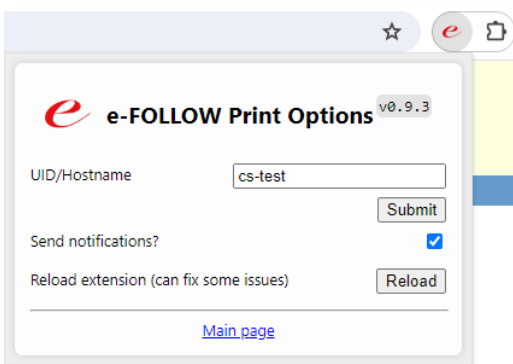 e e-FOLLOW Print Options v0.9.3
UID/Hostname cs-test
Submit
Send notifications?
Reload extension (can fix some issues) Reload
Main page